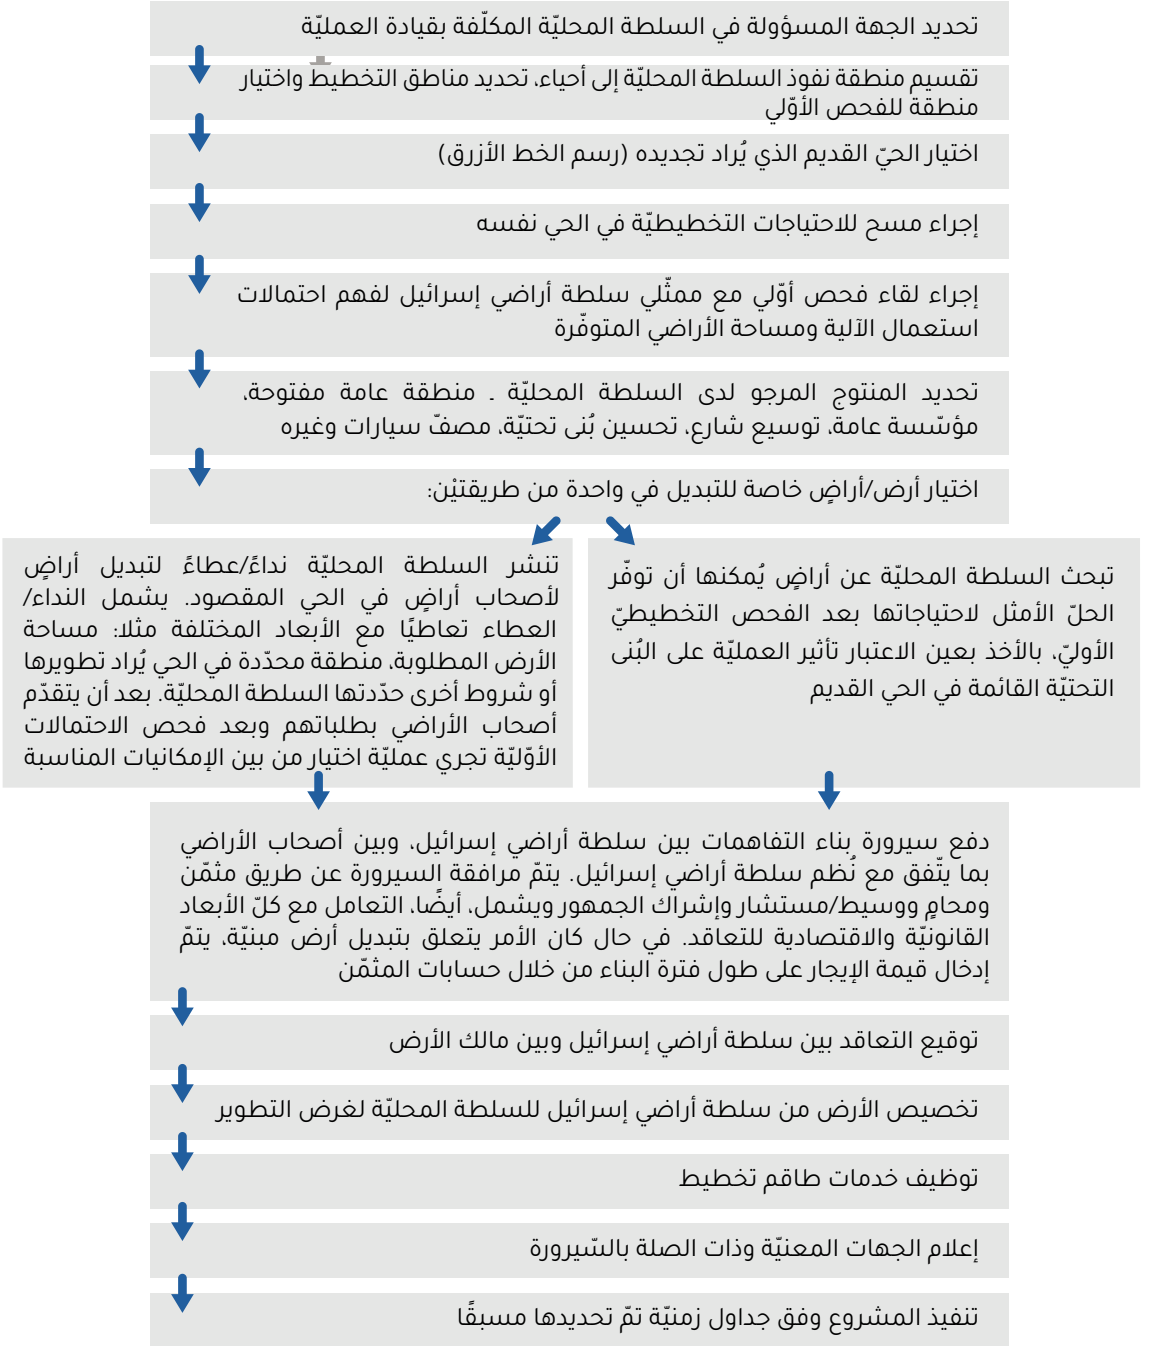 تحديد الجهة المسؤولة في السلطة المحليّة المكلّفة بقيادة العمليّة
تقسيم منطقة نفوذ السلطة المحليّة إلى أحياء، تحديد مناطق التخطيط واختيار
منطقة للفحص الأوّلي
اختيار الحيّ القديم الذي يُراد تجديده (رسم الخط الأزرق)
إجراء مسح للاحتياجات التخطيطيّة في الحي نفسه
إجراء لقاء فحص أوّلي مع ممثّلي سلطة أراضي إسرائيل لفهم احتمالات
استعمال الآلية ومساحة الأراضي المتوفّرة
تحديد المنتوج المرجو لدى السلطة المحليّة ـ منطقة عامة مفتوحة،
مؤسّسة عامة، توسيع شارع، تحسين بُنى تحتيّة، مصفّ سيارات وغيره
اختيار أرض/أراضٍ خاصة للتبديل في واحدة من طريقتيْن:
تبحث السلطة المحليّة عن أراضٍ يُمكنها أن توفّر
الحلّ الأمثل لاحتياجاتها بعد الفحص التخطيطيّ
الأوليّ، بالأخذ بعين الاعتبار تأثير العمليّة على البُنى
التحتيّة القائمة في الحي القديم
تنشر السلطة المحليّة نداءً/عطاءً لتبديل أراضٍ
لأصحاب أراضٍ في الحي المقصود. يشمل النداء/
العطاء تعاطيًا مع الأبعاد المختلفة مثلا: مساحة
الأرض المطلوبة، منطقة محدّدة في الحي يُراد تطويرها
أو شروط أخرى حدّدتها السلطة المحليّة. بعد أن يتقدّم
أصحاب الأراضي بطلباتهم وبعد فحص الاحتمالات
الأوّليّة تجري عمليّة اختيار من بين الإمكانيات المناسبة
دفع سيرورة بناء التفاهمات بين سلطة أراضي إسرائيل، وبين أصحاب الأراضي
بما يتّفق مع نُظم سلطة أراضي إسرائيل. يتمّ مرافقة السيرورة عن طريق مثمّن
ومحامٍ ووسيط/مستشار وإشراك الجمهور ويشمل، أيضًا، التعامل مع كلّ الأبعاد
القانونيّة والاقتصادية للتعاقد. في حال كان الأمر يتعلق بتبديل أرض مبنيّة، يتمّ
إدخال قيمة الإيجار على طول فترة البناء من خلال حسابات المثمّن
توقيع التعاقد بين سلطة أراضي إسرائيل وبين مالك الأرض
تخصيص الأرض من سلطة أراضي إسرائيل للسلطة المحليّة لغرض التطوير
توظيف خدمات طاقم تخطيط
إعلام الجهات المعنيّة وذات الصلة بالسّيرورة
تنفيذ المشروع وفق جداول زمنيّة تمّ تحديدها مسبقًا